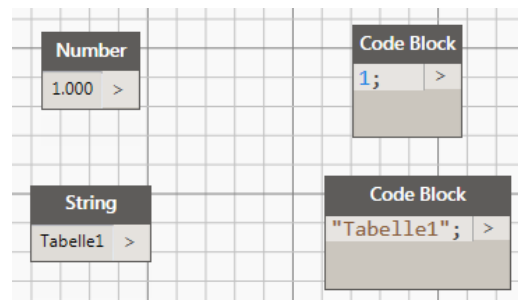 Number
1.000 >
Code Block
1; >
String
Tabelle1 >
Code Block
"Tabelle1"; >